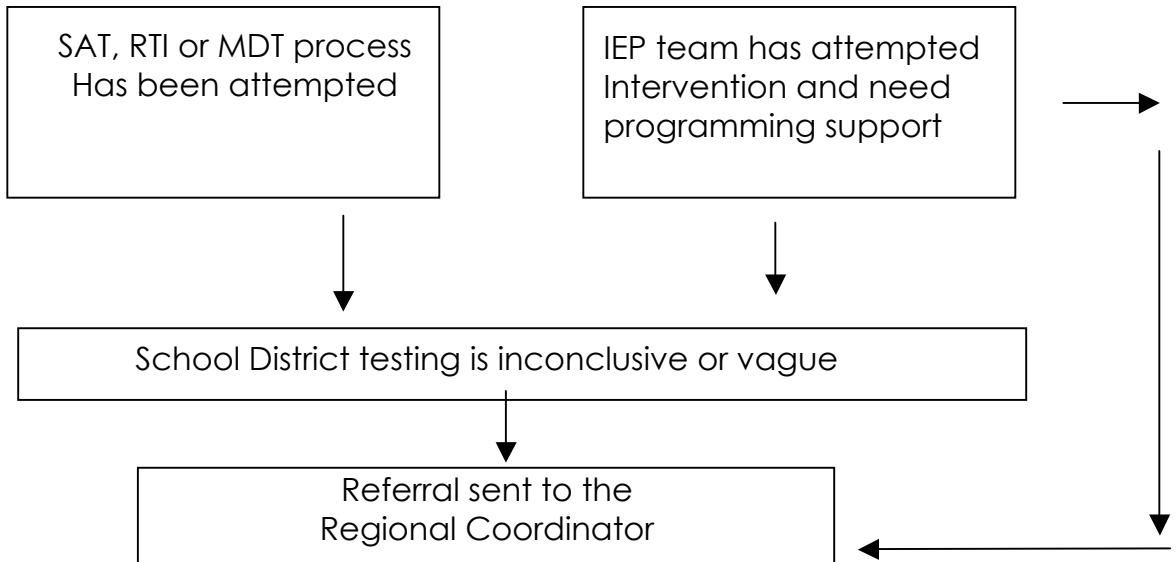 SAT, RTI or MDT process
Has been attempted
IEP team has attempted
Intervention and need
programming support
School District testing is inconclusive or vague
Referral sent to the
Regional Coordinator